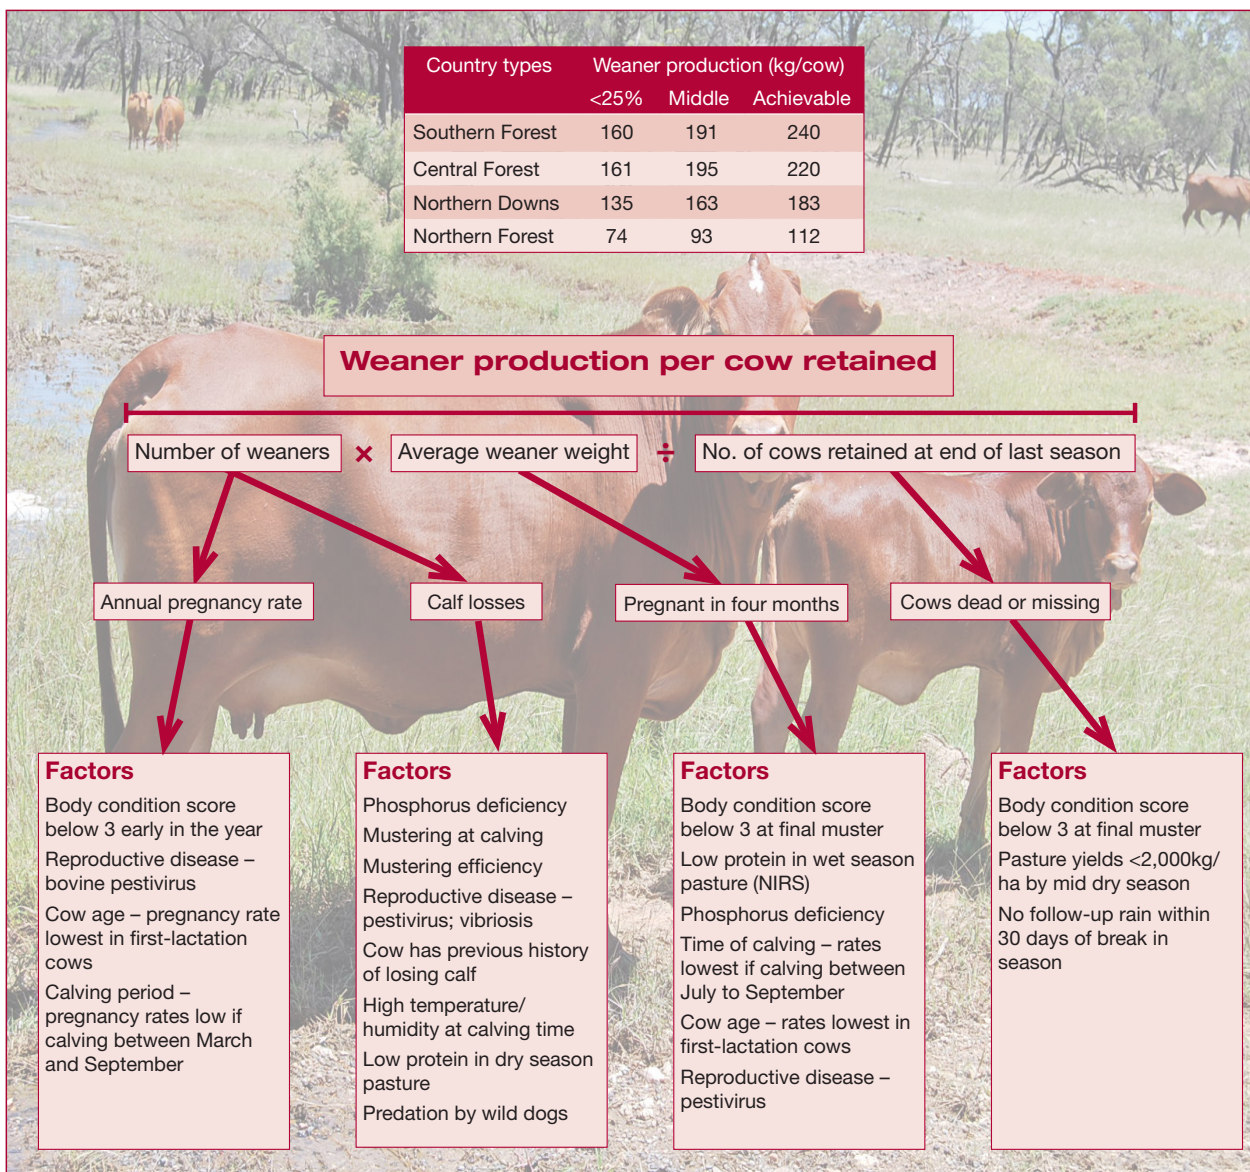 Country types Weaner production (kg/cow)
<25% Middle Achievable
Southern Forest 160 191 240
Central Forest 161 195 220
Northern Downs 135 163 183
Northern Forest 74 93 112
Weaner production per cow retained
Number of weaners × Average weaner weight ÷ No. of cows retained at end of last season
Annual pregnancy rate
Calf losses
Pregnant in four months
Cows dead or missing
Factors
Body condition score
below 3 early in the year
Reproductive disease –
bovine pestivirus
Cow age – pregnancy rate
lowest in first-lactation
cows
Calving period –
pregnancy rates low if
calving between March
and September
Factors
Phosphorus deficiency
Mustering at calving
Mustering efficiency
Reproductive disease –
pestivirus; vibriosis
Cow has previous history
of losing calf
High temperature/
humidity at calving time
Low protein in dry season
pasture
Predation by wild dogs
Factors
Body condition score
below 3 at final muster
Low protein in wet season
pasture (NIRS)
Phosphorus deficiency
Time of calving – rates
lowest if calving between
July to September
Cow age – rates lowest in
first-lactation cows
Reproductive disease –
pestivirus
Factors
Body condition score
below 3 at final muster
Pasture yields <2,000kg/
ha by mid dry season
No follow-up rain within
30 days of break in
season